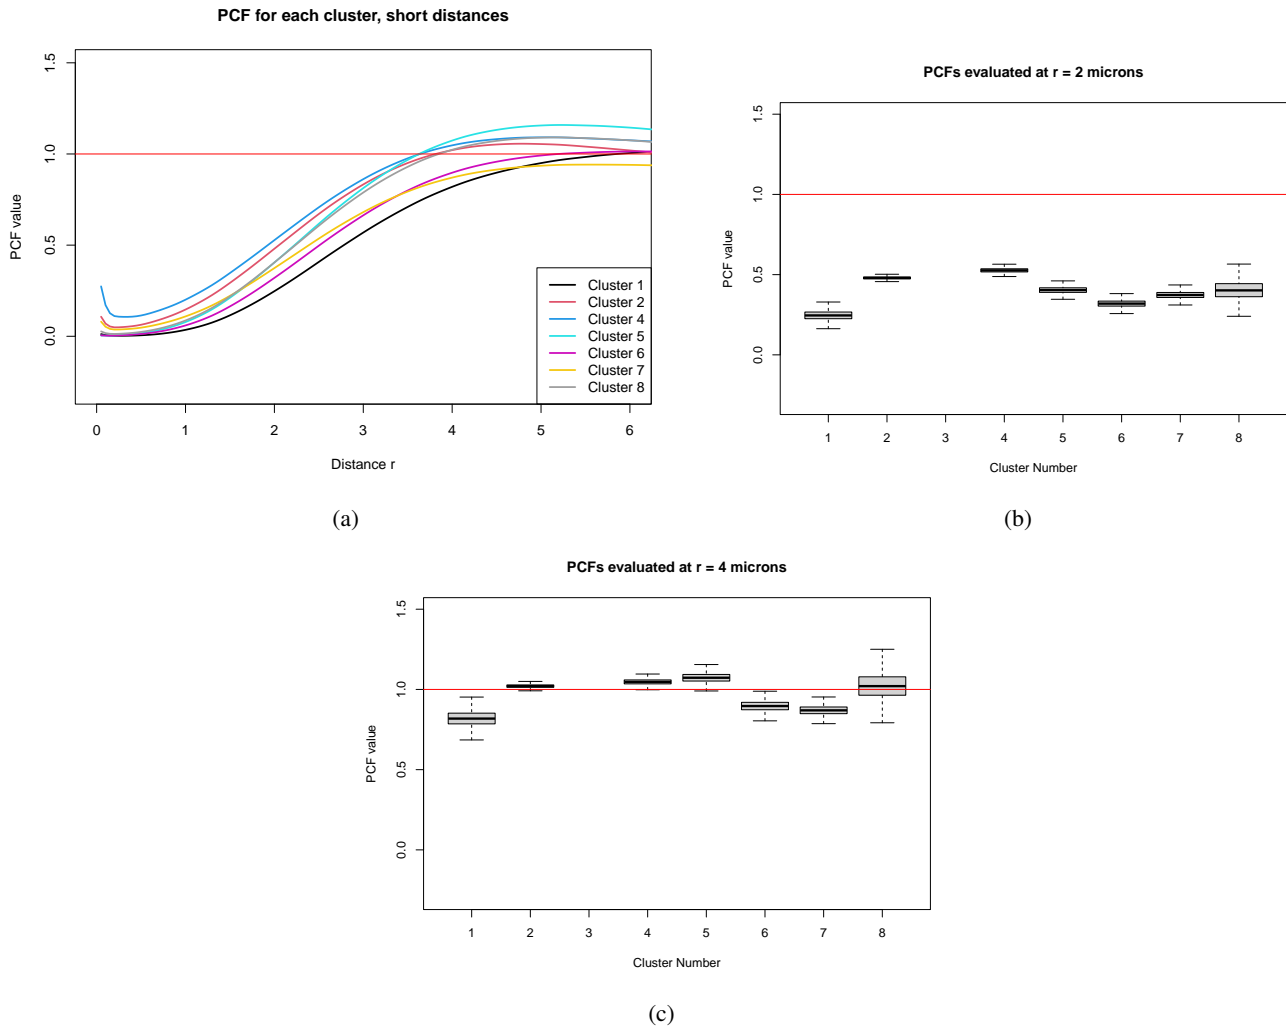 PCF for each cluster, short distances
PCF value
1.5
1.0
0.5
0.0
Cluster 1
Cluster 2
Cluster 4
Cluster 5
Cluster 6
Cluster 7
Cluster 8
0 1 2 3 4 5 6
Distance r
(a)
PCFs evaluated at r = 2 microns
PCF value
1.5
1.0
0.5
0.0
1 2 3 4 5 6 7 8
Cluster Number
(b)
PCFs evaluated at r = 4 microns
PCF value
1.5
1.0
0.5
0.0
1 2 3 4 5 6 7 8
Cluster Number
(c)